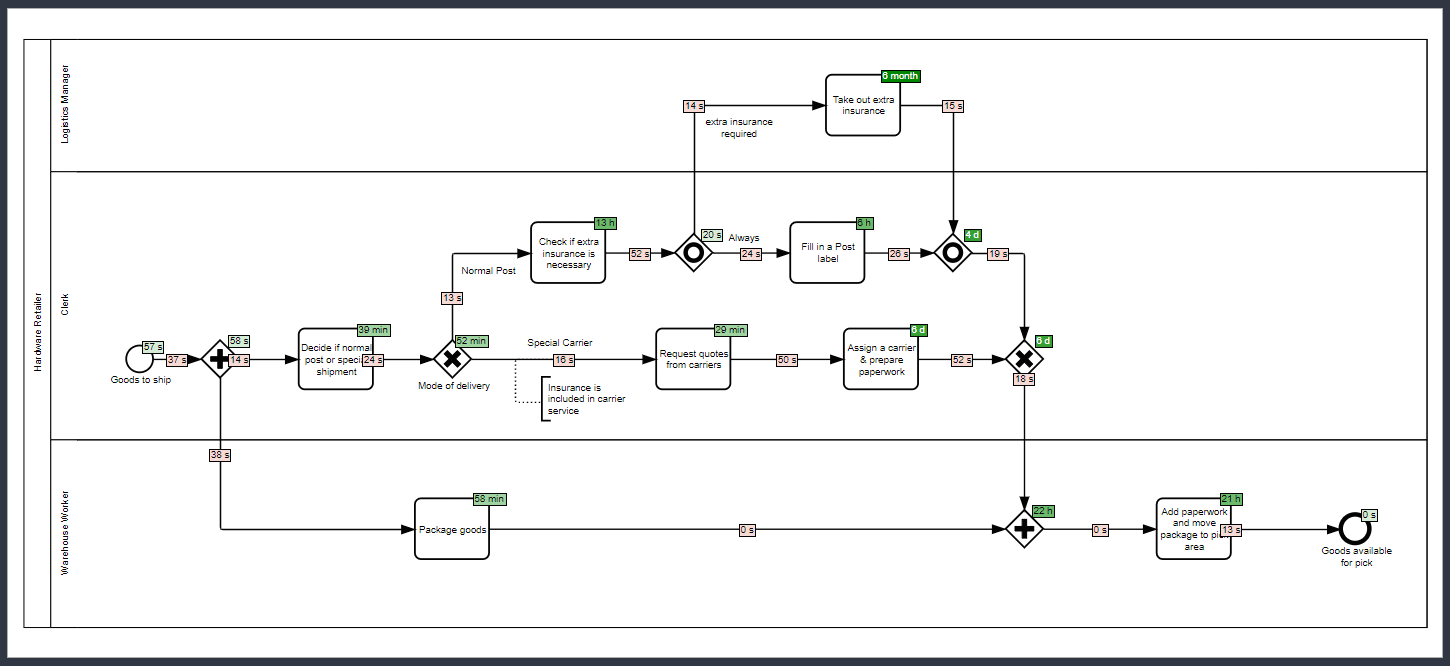 Hardware Retailer
Logistics Manager
6 month
Take out extra
insurance
14 s
15 s
extra insurance
required
Clerk
13 h
Check if extra
insurance is
necessary
52 s
20 s
Always
24 s
6 h
Fill in a Post
label
26 s
4 d
19 s
Normal Post
13 s
57 s
Goods to ship
37 s
58 s
14 s
39 min
Decide if normal
post or speci
shipment
24 s
52 min
Mode of delivery
Special Carrier
16 s
Insurance is
included in carrier
service
29 min
Request quotes
from carriers
50 s
6 d
Assign a carrier
& prepare
paperwork
52 s
6 d
18 s
Warehouse Worker
38 s
58 min
Package goods
0 s
22 h
0 s
21 h
Add paperwork
and move
package to pi
area
13 s
0 s
Goods available
for pick